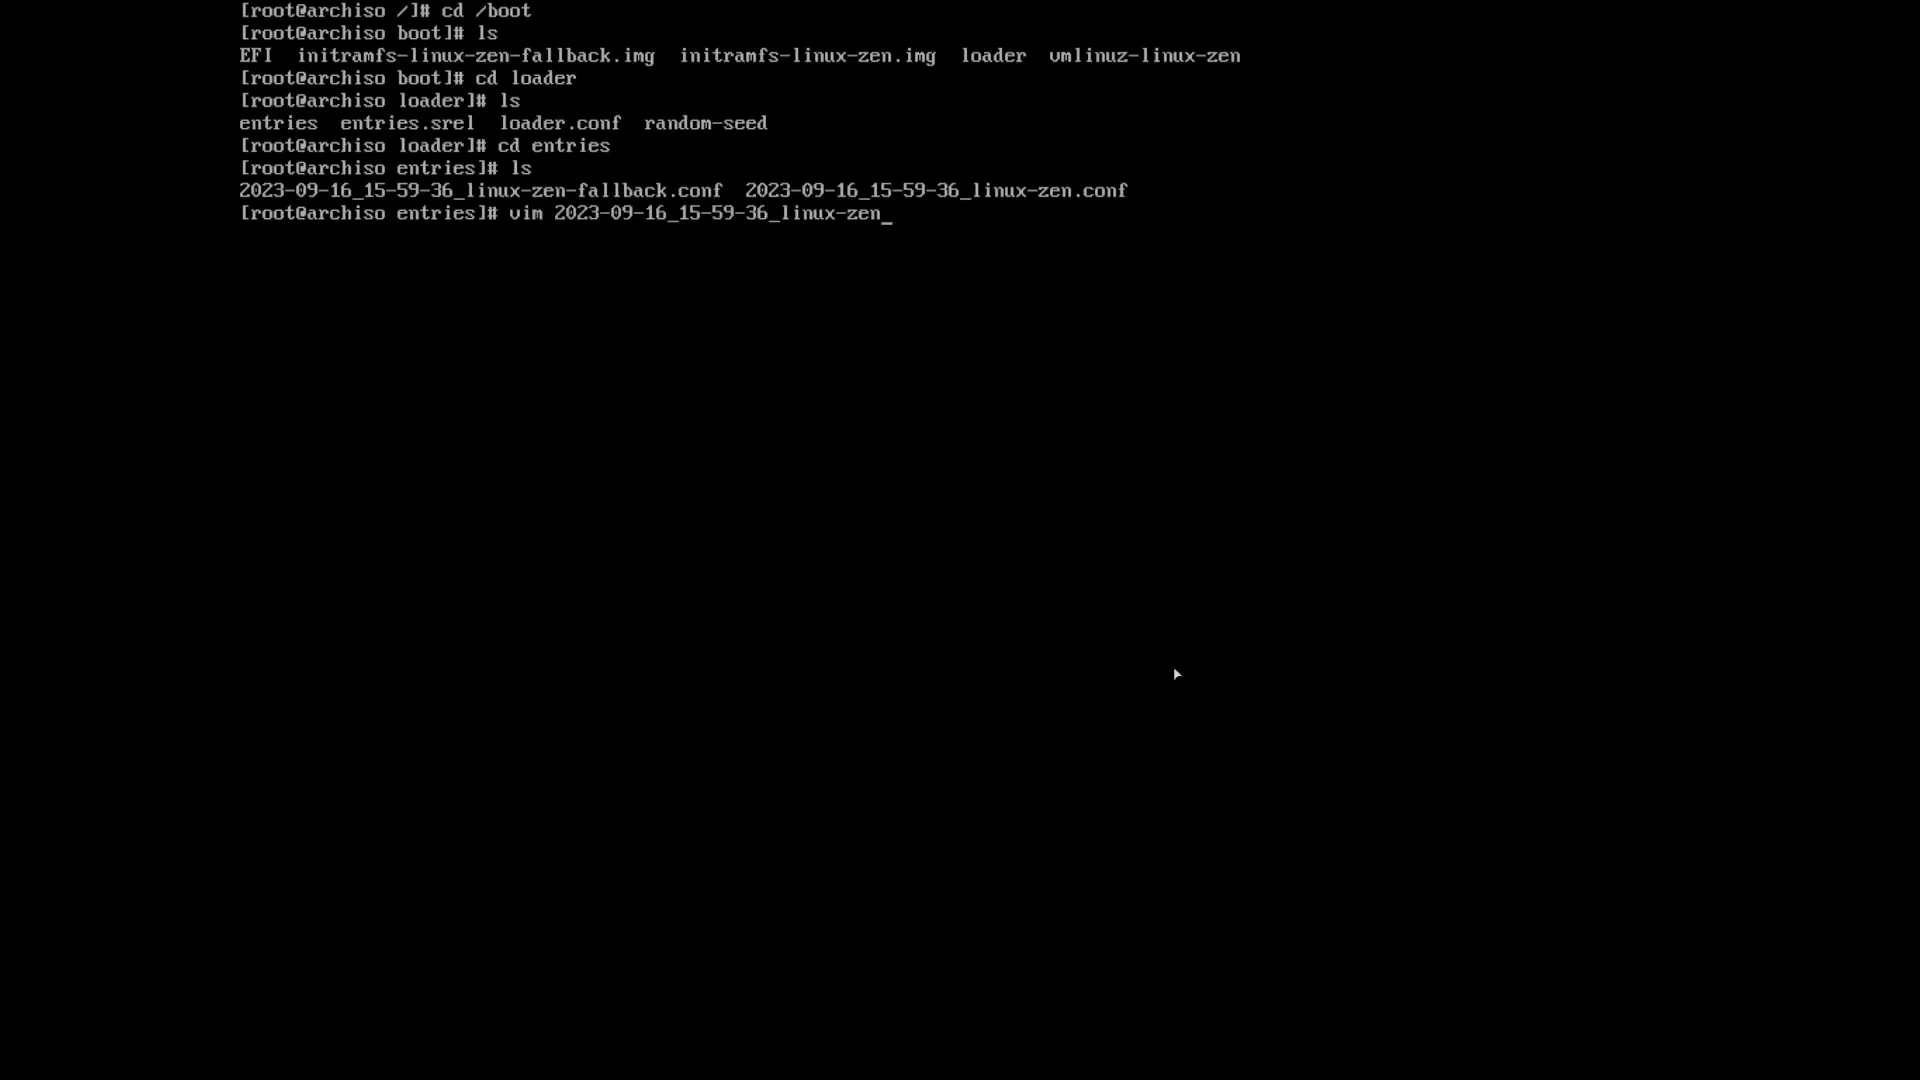 [root@archiso /]# cd /boot
[root@archiso boot]# ls
EFI  initramfs-linux-zen-fallback.img  initramfs-linux-zen.img  loader  vmlinuz-linux-zen
[root@archiso boot]# cd loader
[root@archiso loader]# ls
entries  entries.srel  loader.conf  random-seed
[root@archiso loader]# cd entries
[root@archiso entries]# ls
2023-09-16_15-59-36_linux-zen-fallback.conf  2023-09-16_15-59-36_linux-zen.conf
[root@archiso entries]# vim 2023-09-16_15-59-36_linux-zen_